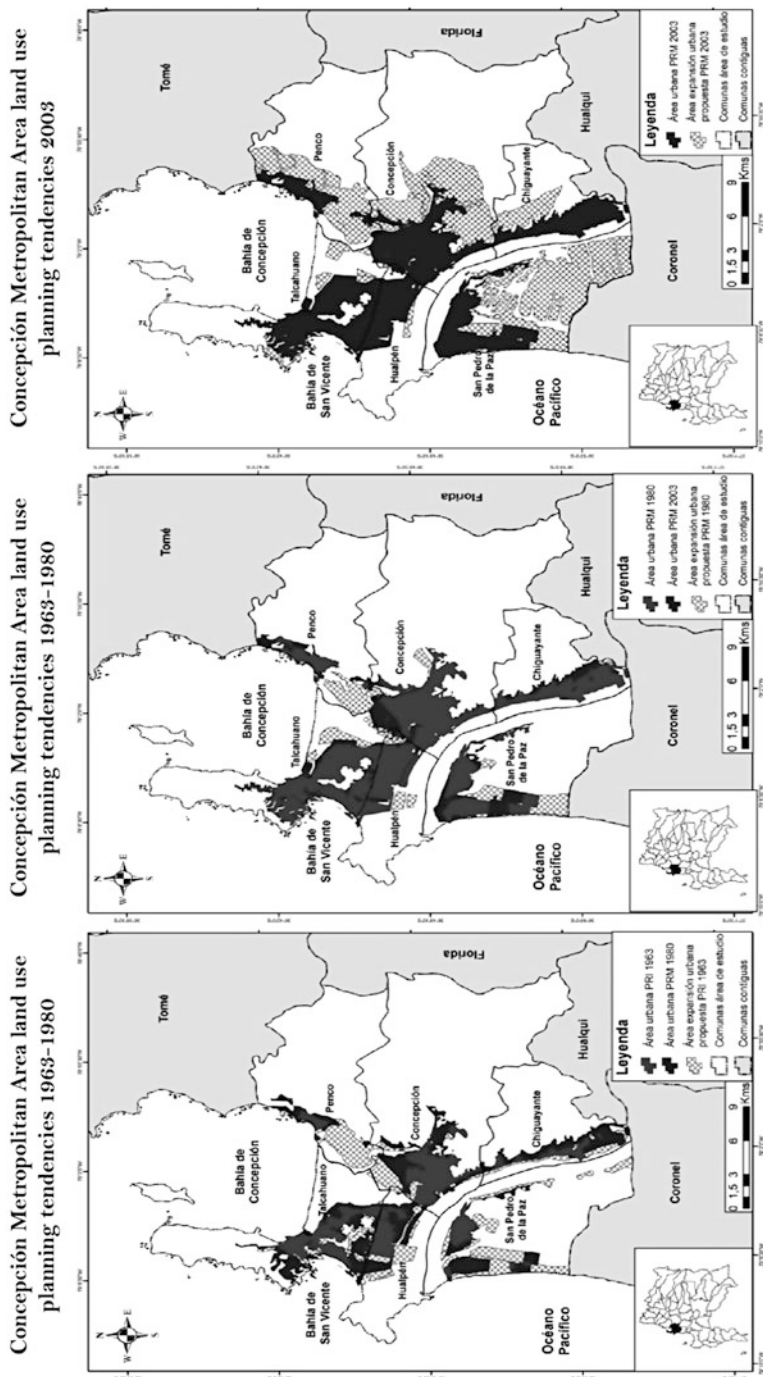 Concepción Metropolitan Area land use
planning tendencies 1963–1980
N
W E
S
Tomé
Bahía de
Concepción
Talcahuano
Penco
Bahía de
San Vicente
Concepción
Florida
Hualpén
Chiguayante
San Pedro
de la Paz
Océano
Pacífico
Hualqui
Coronel
Leyenda
Área urbana PRI 1963
Área urbana PRM 1980
Área expansión urbana
propuesta PRI 1963
Comunas área de estudio
Comunas contiguas
0 1,5 3 6 9
Kms
Concepción Metropolitan Area land use
planning tendencies 1963–1980
N
W E
S
Tomé
Bahía de
Concepción
Talcahuano
Penco
Bahía de
San Vicente
Concepción
Florida
Hualpén
Chiguayante
San Pedro
de la Paz
Océano
Pacífico
Hualqui
Coronel
Leyenda
Área urbana PRM 1980
Área urbana PRM 2003
Área expansión urbana
propuesta PRM 1980
Comunas área de estudio
Comunas contiguas
0 1,5 3 6 9
Kms
Concepción Metropolitan Area land use
planning tendencies 2003
N
W E
S
Tomé
Bahía de
Concepción
Talcahuano
Penco
Bahía de
San Vicente
Concepción
Florida
Hualpén
Chiguayante
San Pedro
de la Paz
Océano
Pacífico
Hualqui
Coronel
Leyenda
Área urbana PRM 2003
Área expansión urbana
propuesta PRM 2003
Comunas área de estudio
Comunas contiguas
0 1,5 3 6 9
Kms